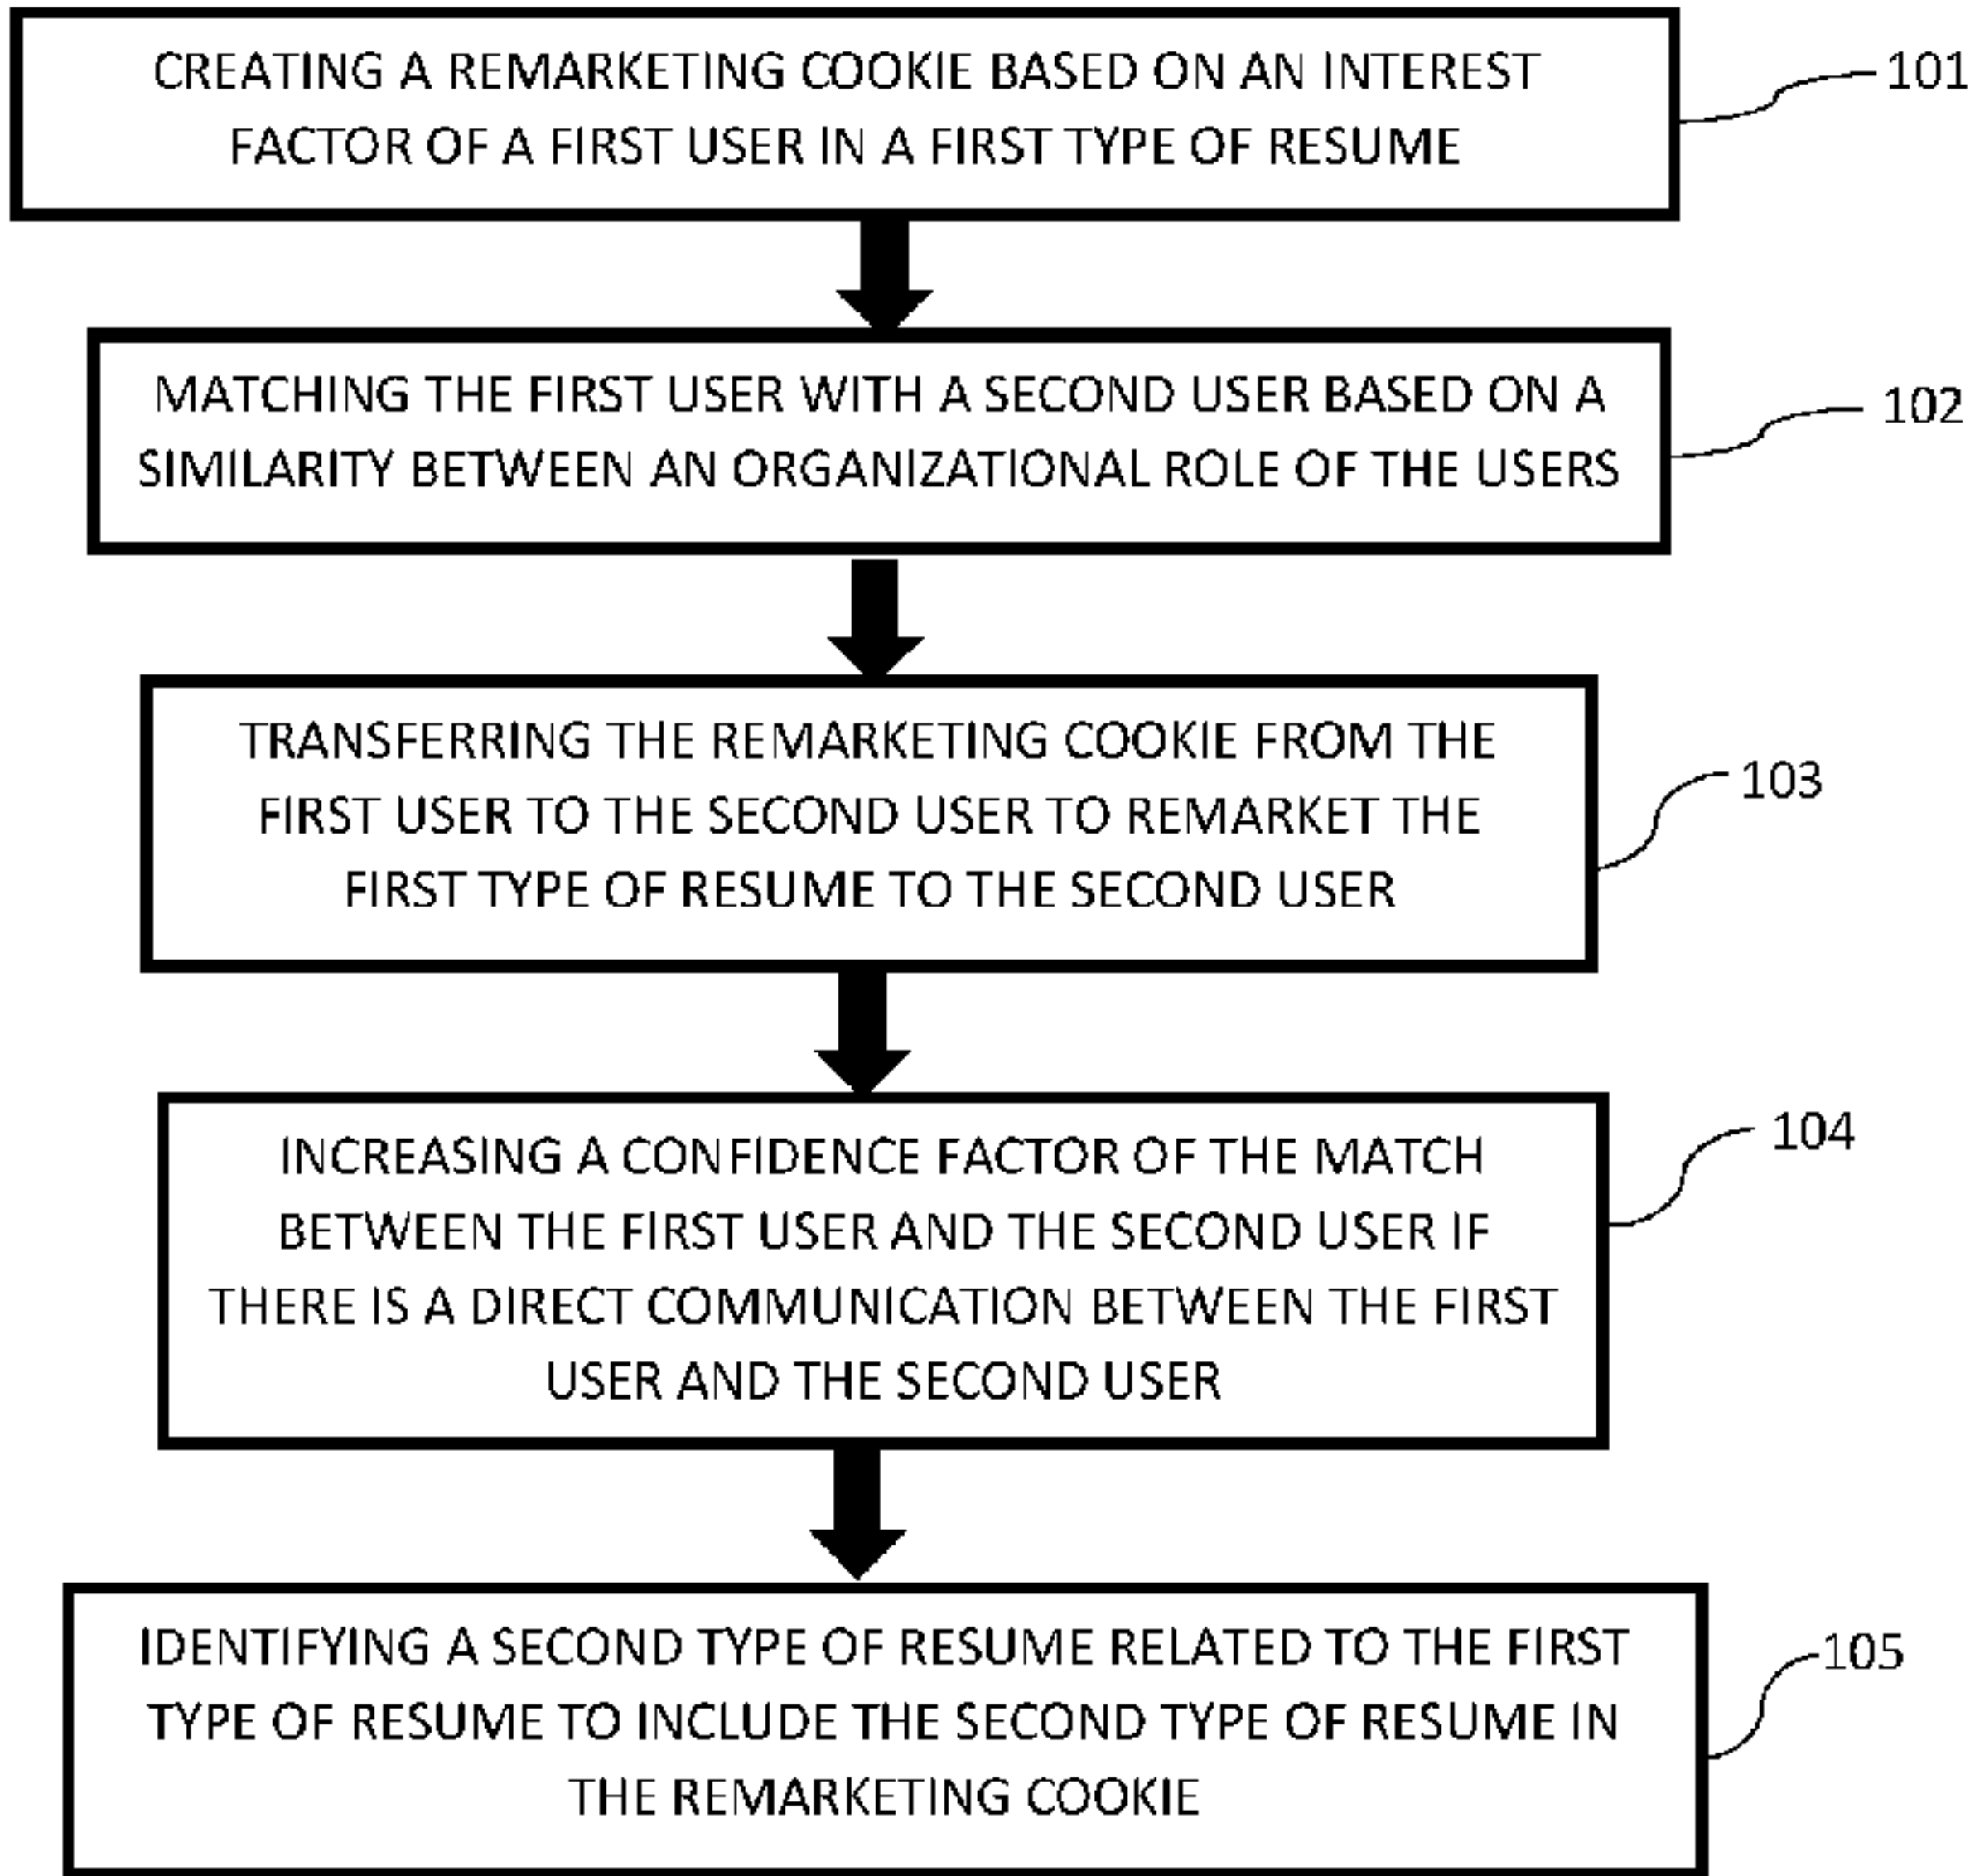 CREATING A REMARKETING COOKIE BASED ON AN INTEREST
FACTOR OF A FIRST USER IN A FIRST TYPE OF RESUME
101
MATCHING THE FIRST USER WITH A SECOND USER BASED ON A
SIMILARITY BETWEEN AN ORGANIZATIONAL ROLE OF THE USERS
102
TRANSFERRING THE REMARKETING COOKIE FROM THE
FIRST USER TO THE SECOND USER TO REMARKET THE
FIRST TYPE OF RESUME TO THE SECOND USER
103
INCREASING A CONFIDENCE FACTOR OF THE MATCH
BETWEEN THE FIRST USER AND THE SECOND USER IF
THERE IS A DIRECT COMMUNICATION BETWEEN THE FIRST
USER AND THE SECOND USER
104
IDENTIFYING A SECOND TYPE OF RESUME RELATED TO THE FIRST
TYPE OF RESUME TO INCLUDE THE SECOND TYPE OF RESUME IN
THE REMARKETING COOKIE
105